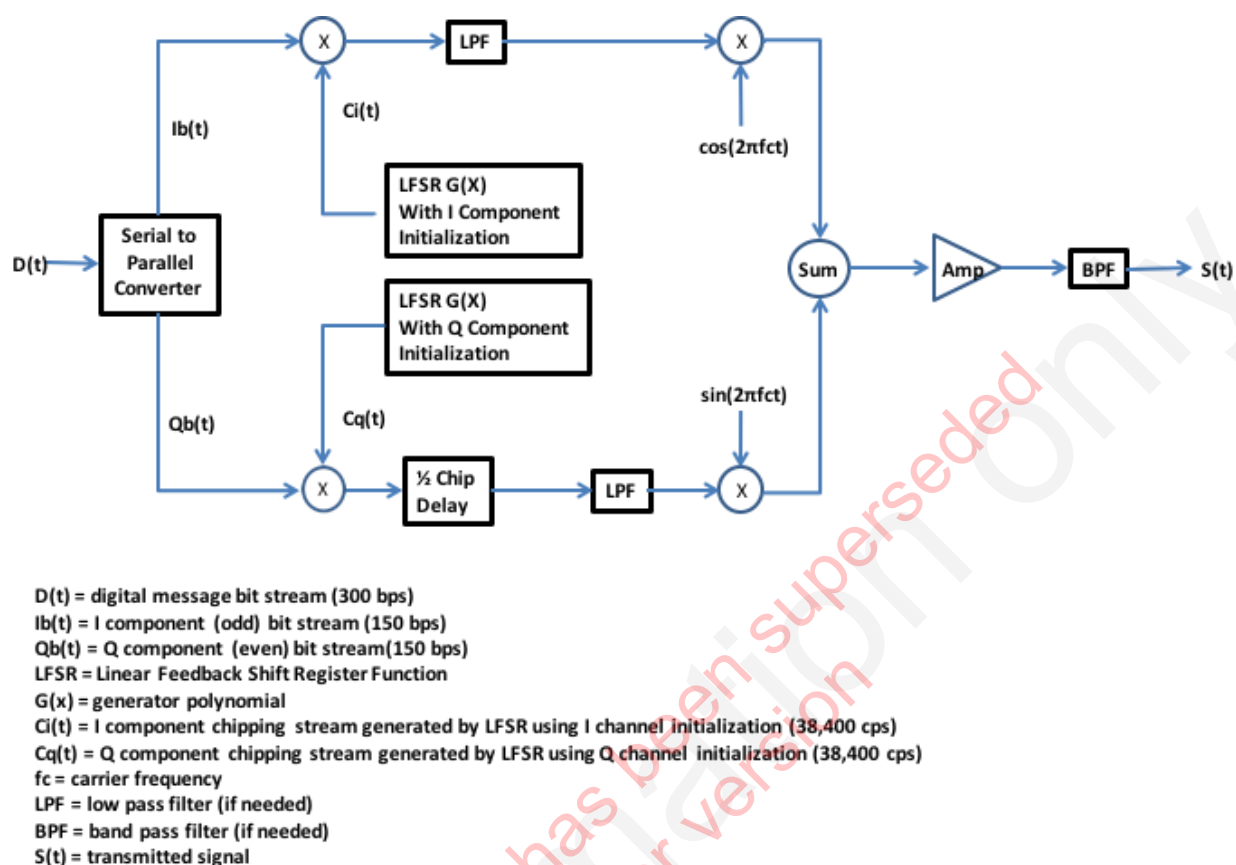 Ib(t)
X
LPF
X
Ci(t)
cos(2πfct)
LFSR G(X)
With I Component
Initialization
D(t)
Serial to
Parallel
Converter
Sum
Amp
BPF
S(t)
LFSR G(X)
With Q Component
Initialization
Qb(t)
Cq(t)
sin(2πfct)
X
½ Chip
Delay
LPF
X
D(t) = digital message bit stream (300 bps)
Ib(t) = I component (odd) bit stream (150 bps)
Qb(t) = Q component (even) bit stream(150 bps)
LFSR = Linear Feedback Shift Register Function
G(x) = generator polynomial
Ci(t) = I component chipping stream generated by LFSR using I channel initialization (38,400 cps)
Cq(t) = Q component chipping stream generated by LFSR using Q channel initialization (38,400 cps)
fc = carrier frequency
LPF = low pass filter (if needed)
BPF = band pass filter (if needed)
S(t) = transmitted signal
has been superseded
version
only